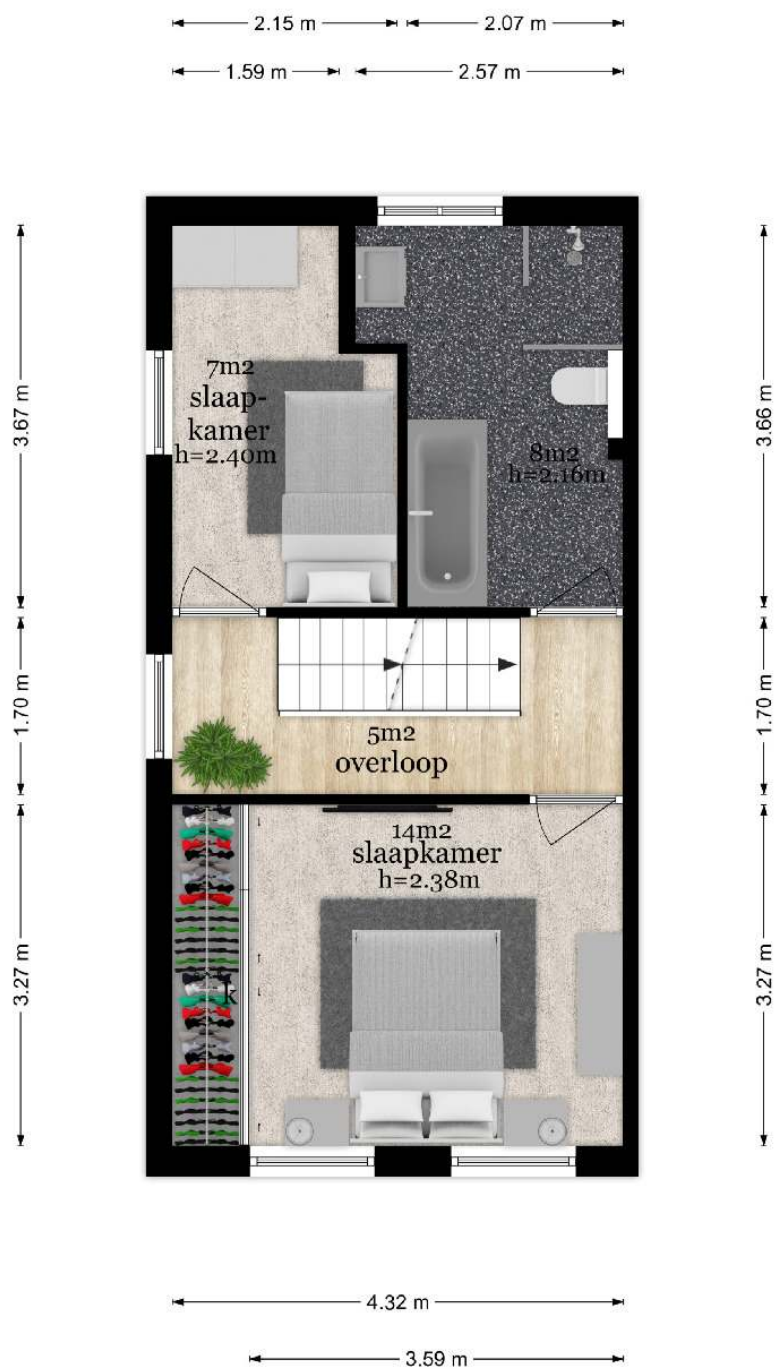 2.15 m
2.07 m
1.59 m
2.57 m
3.67 m
3.66 m
7m2
slaap-
kamer
h=2.40m
8m2
h=2.16m
1.70 m
1.70 m
5m2
overloop
14m2
slaapkamer
h=2.38m
3.27 m
3.27 m
k
4.32 m
3.59 m